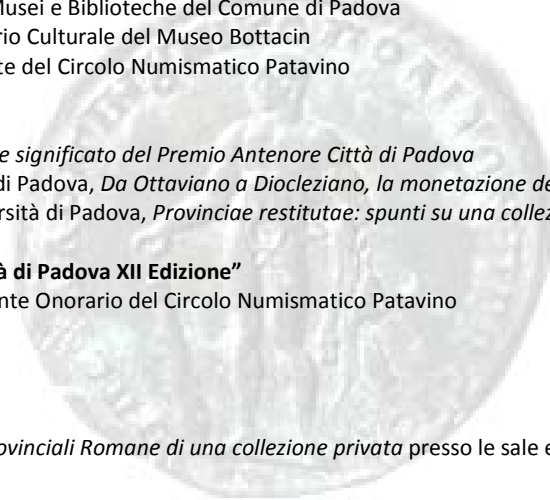 Musei e Biblioteche del Comune di Padova
rio Culturale del Museo Bottacin
te del Circolo Numismatico Patavino
e significato del Premio Antenore Città di Padova
di Padova, Da Ottaviano a Diocleziano, la monetazione de
rsità di Padova, Provinciae restitutae: spunti su una collez
à di Padova XII Edizione”
nte Onorario del Circolo Numismatico Patavino
ovinciali Romane di una collezione privata presso le sale e